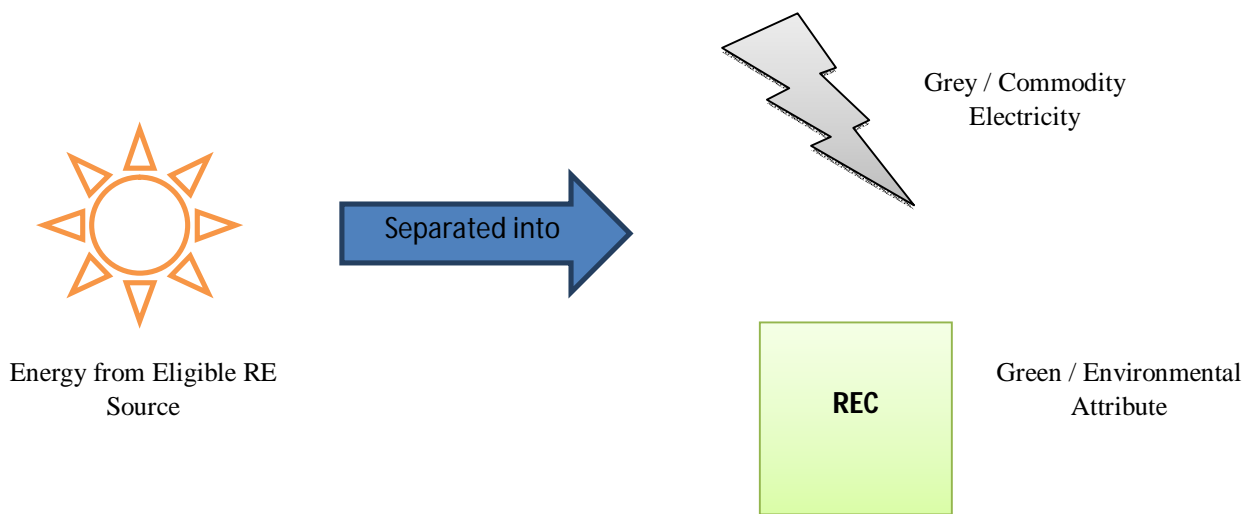 Grey / Commodity
Electricity
Separated into
Energy from Eligible RE
Source
REC
Green / Environmental
Attribute